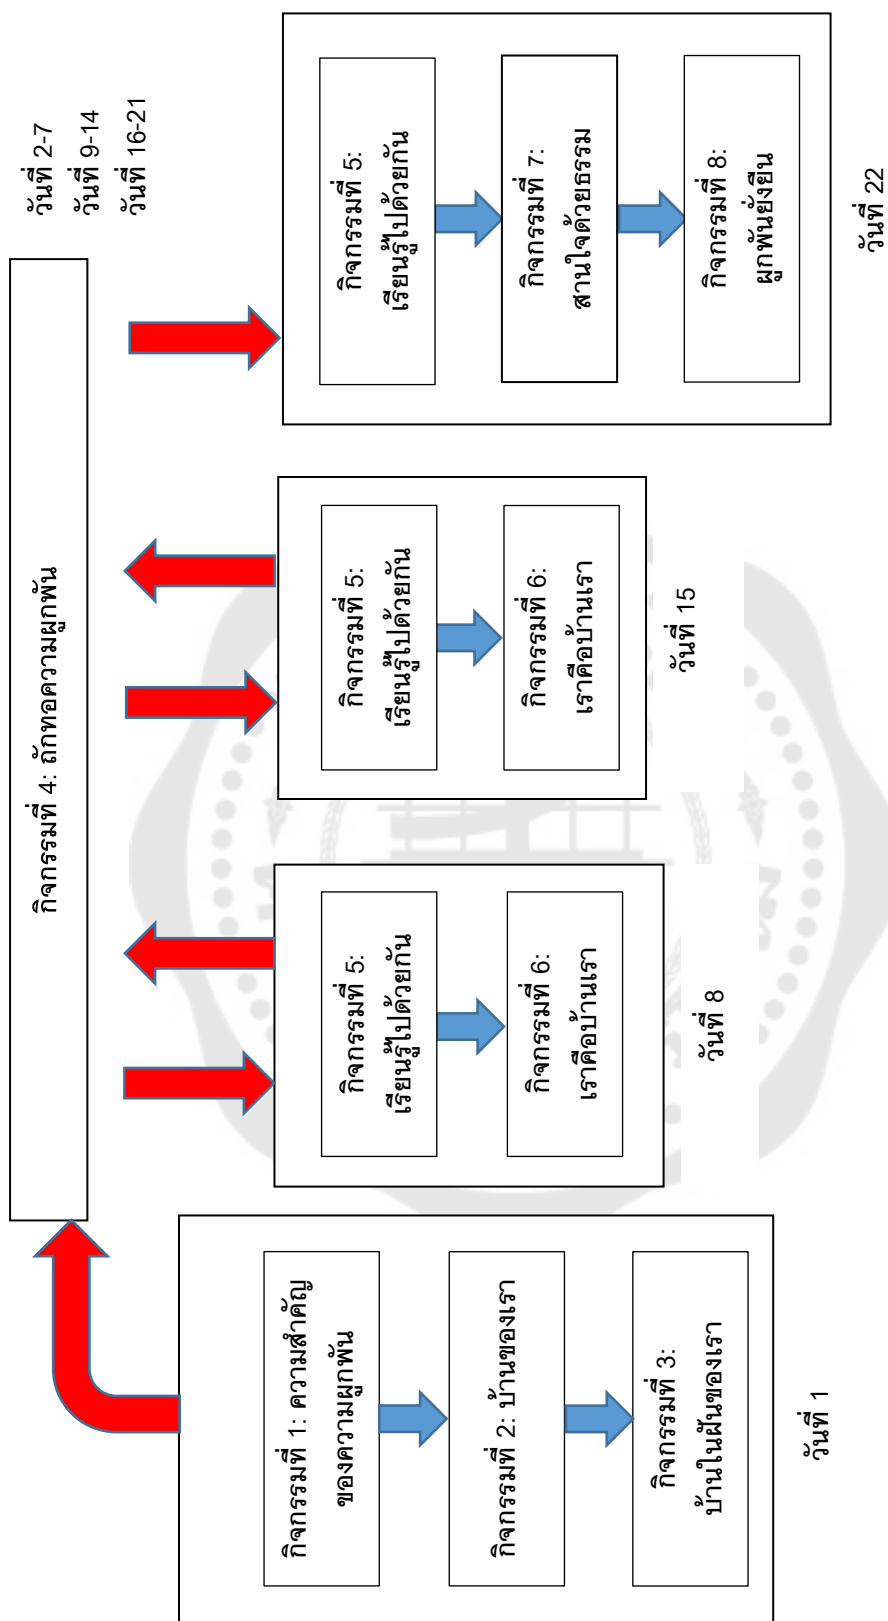 กิจกรรมที่ 4: ถักทอความผูกพัน
วันที่ 2-7
วันที่ 9-14
วันที่ 16-21
กิจกรรมที่ 1: ความสำคัญ
ของความผูกพัน
กิจกรรมที่ 2: บ้านของเรา
กิจกรรมที่ 3:
บ้านในฝันของเรา
วันที่ 1
กิจกรรมที่ 5:
เรียนรู้ไปด้วยกัน
กิจกรรมที่ 6:
เราคือบ้านเรา
วันที่ 8
กิจกรรมที่ 5:
เรียนรู้ไปด้วยกัน
กิจกรรมที่ 6:
เราคือบ้านเรา
วันที่ 15
กิจกรรมที่ 5:
เรียนรู้ไปด้วยกัน
กิจกรรมที่ 7:
สานใจด้วยธรรม
กิจกรรมที่ 8:
ผูกพันยั่งยืน
วันที่ 22